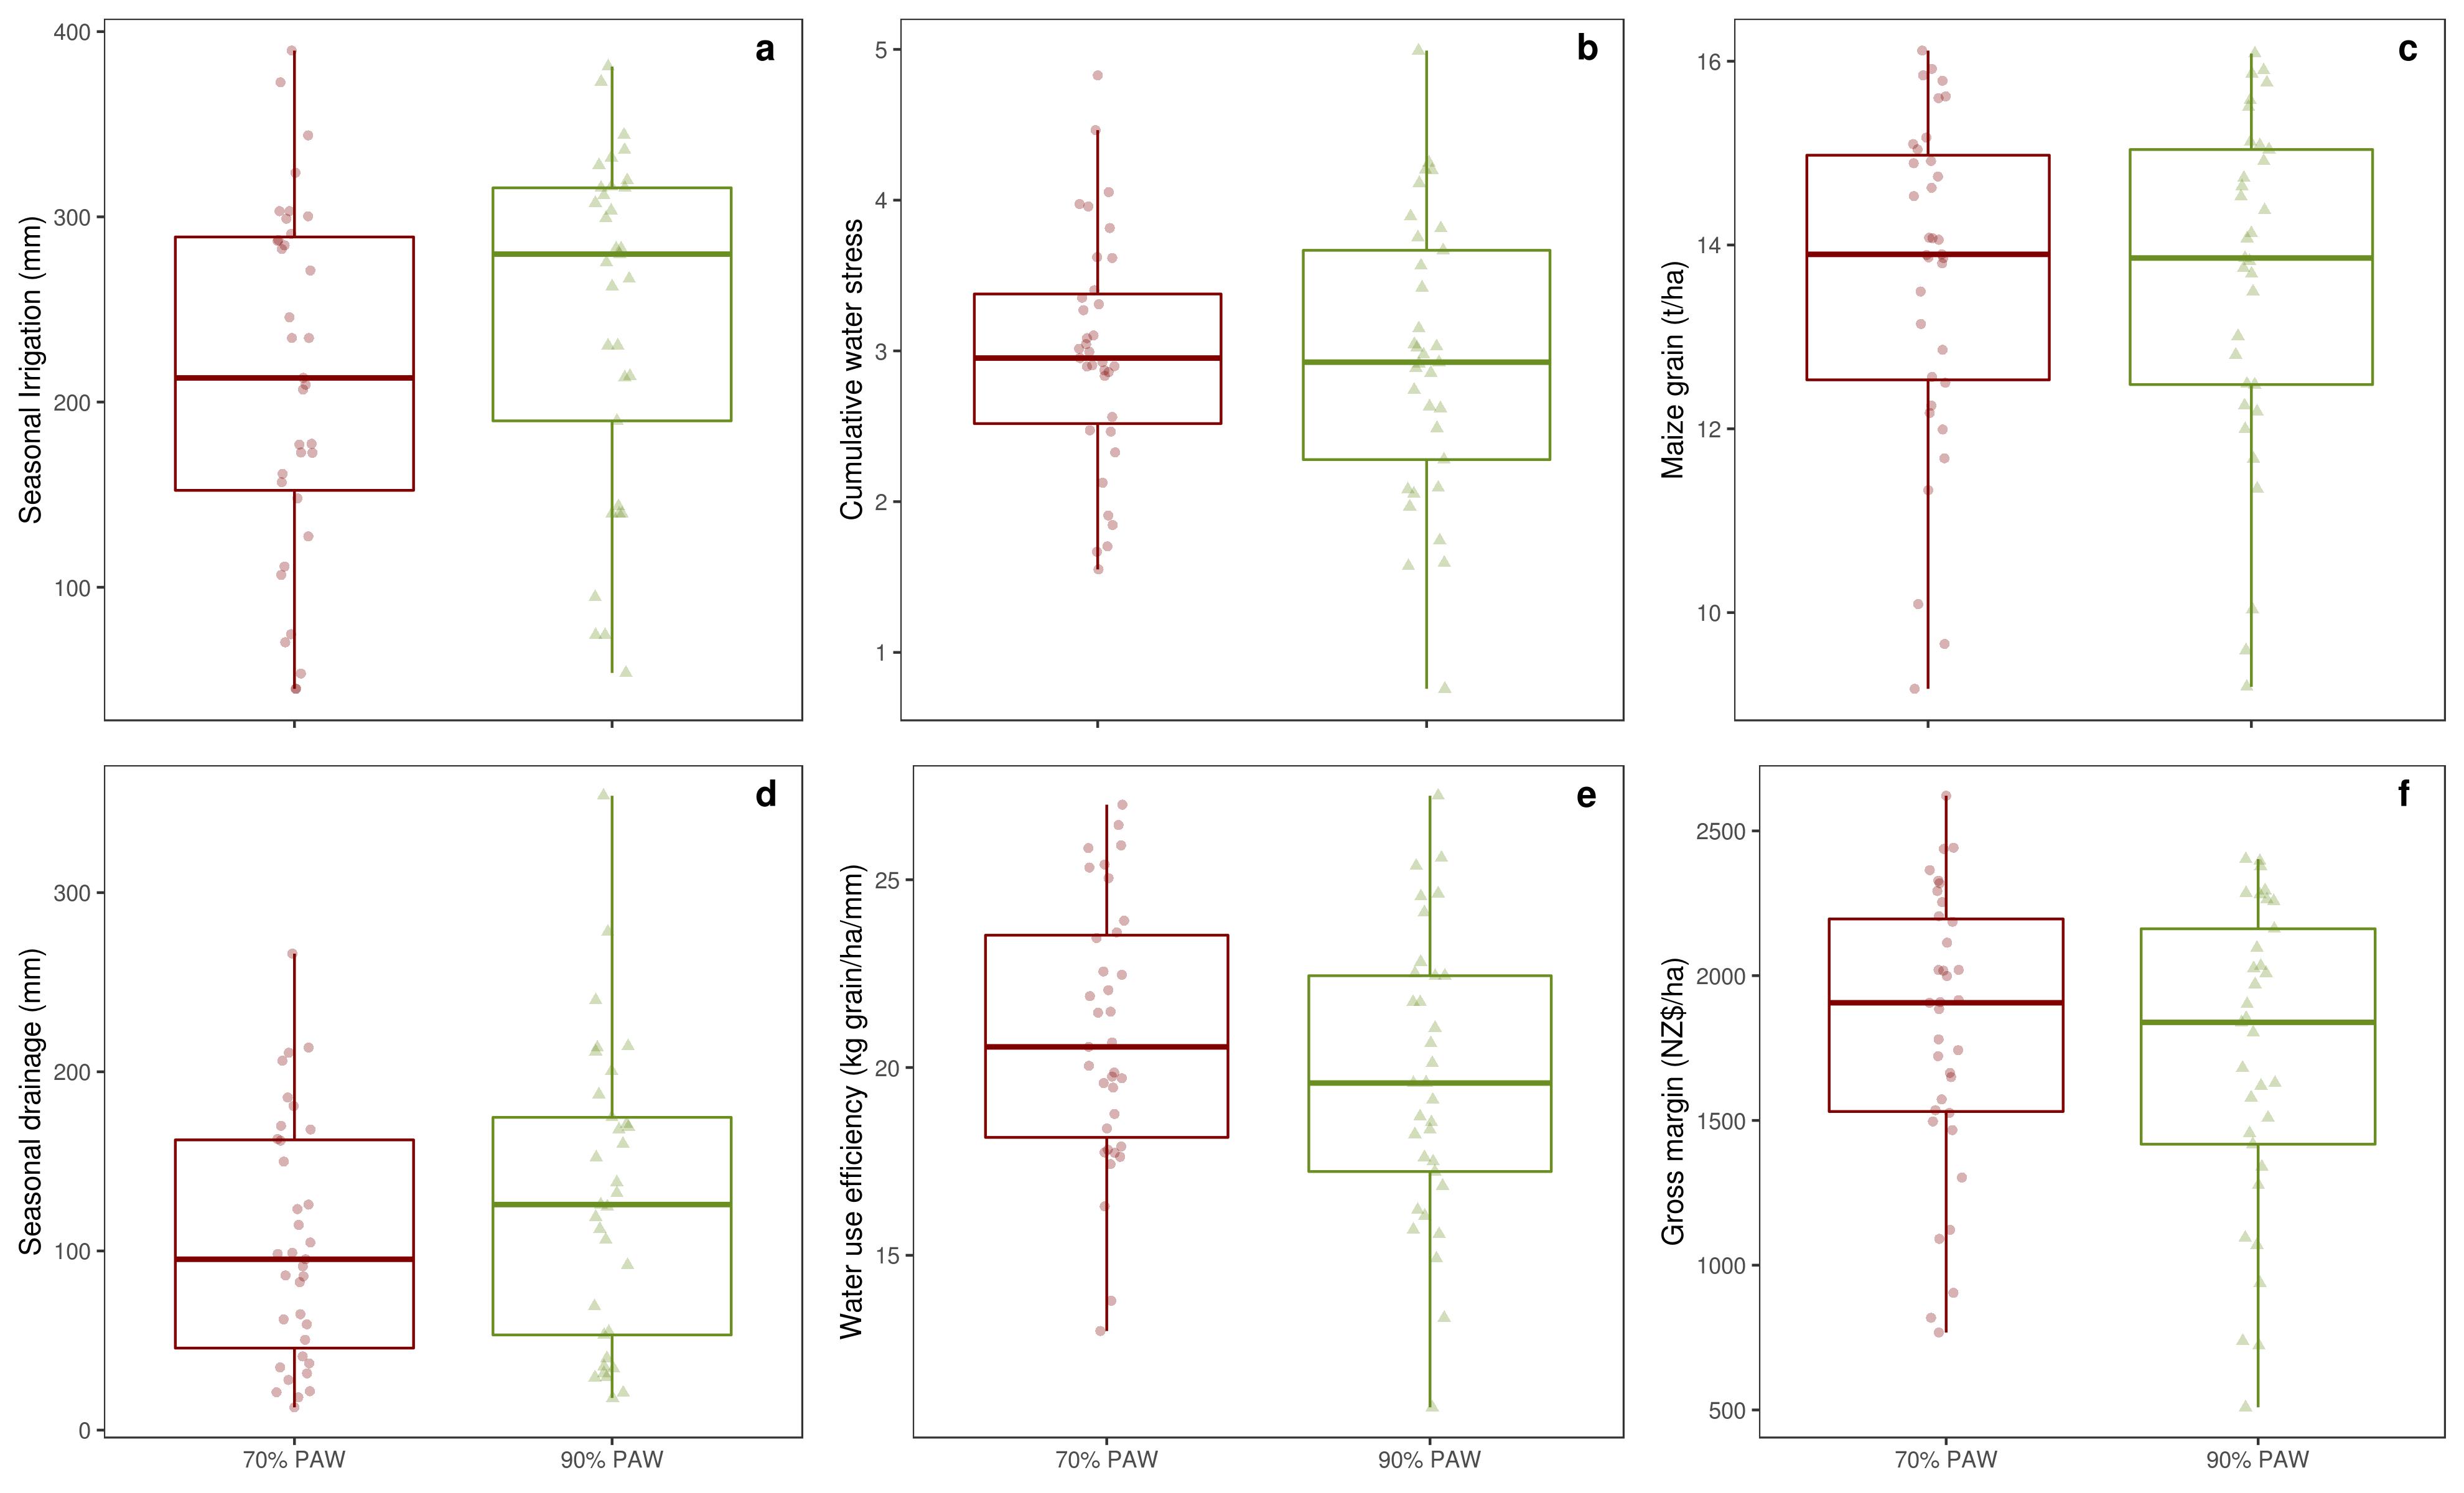 a
Seasonal Irrigation (mm)
400
300
200
100
b
Cumulative water stress
5
4
3
2
1
c
Maize grain (t/ha)
16
14
12
10
d
Seasonal drainage (mm)
300
200
100
0
70% PAW
90% PAW
e
Water use efficiency (kg grain/ha/mm)
25
20
15
70% PAW
90% PAW
f
Gross margin (NZ$/ha)
2500
2000
1500
1000
500
70% PAW
90% PAW